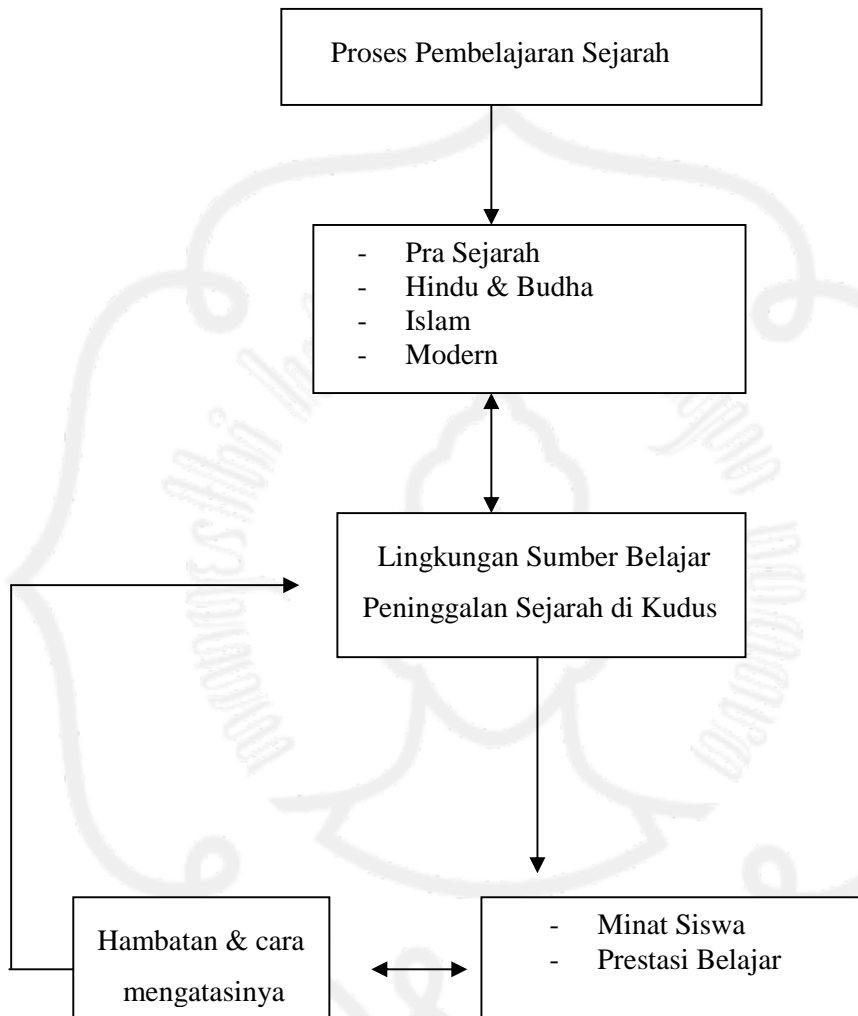 Proses Pembelajaran Sejarah
- Pra Sejarah
- Hindu & Budha
- Islam
- Modern
Lingkungan Sumber Belajar
Peninggalan Sejarah di Kudus
Hambatan & cara
mengatasinya
- Minat Siswa
- Prestasi Belajar